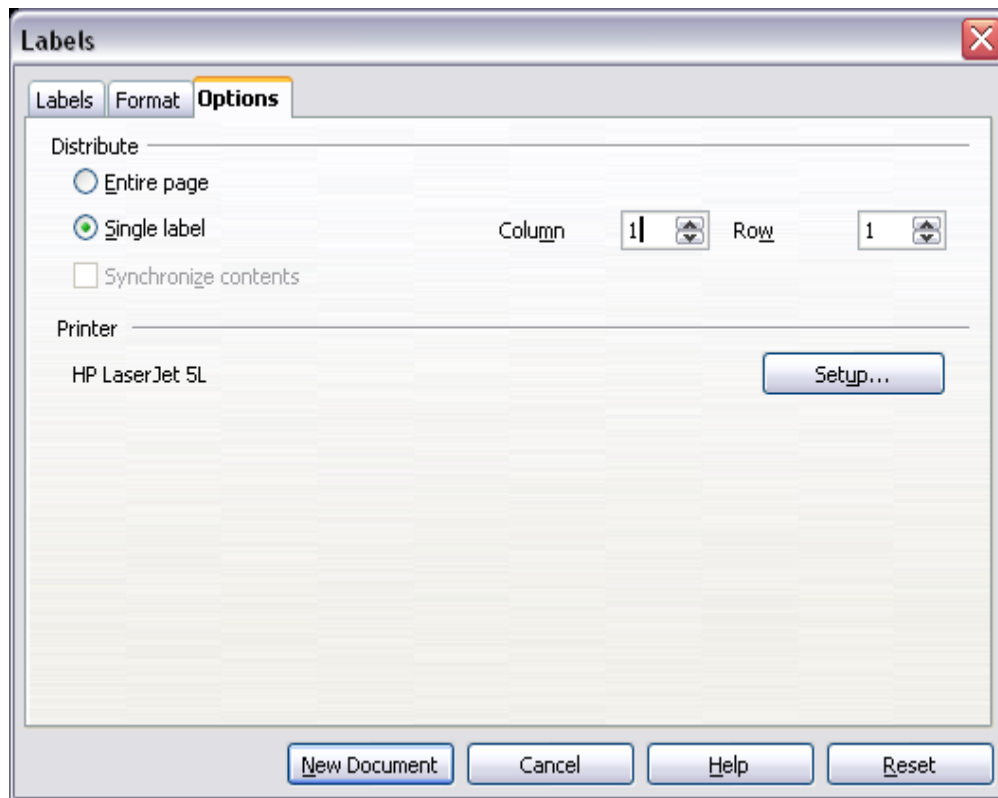 Labels
Labels Format Options
Distribute
Entire page
Single label Column 1 Row 1
Synchronize contents
Printer
HP LaserJet 5L Setup...
New Document Cancel Help Reset